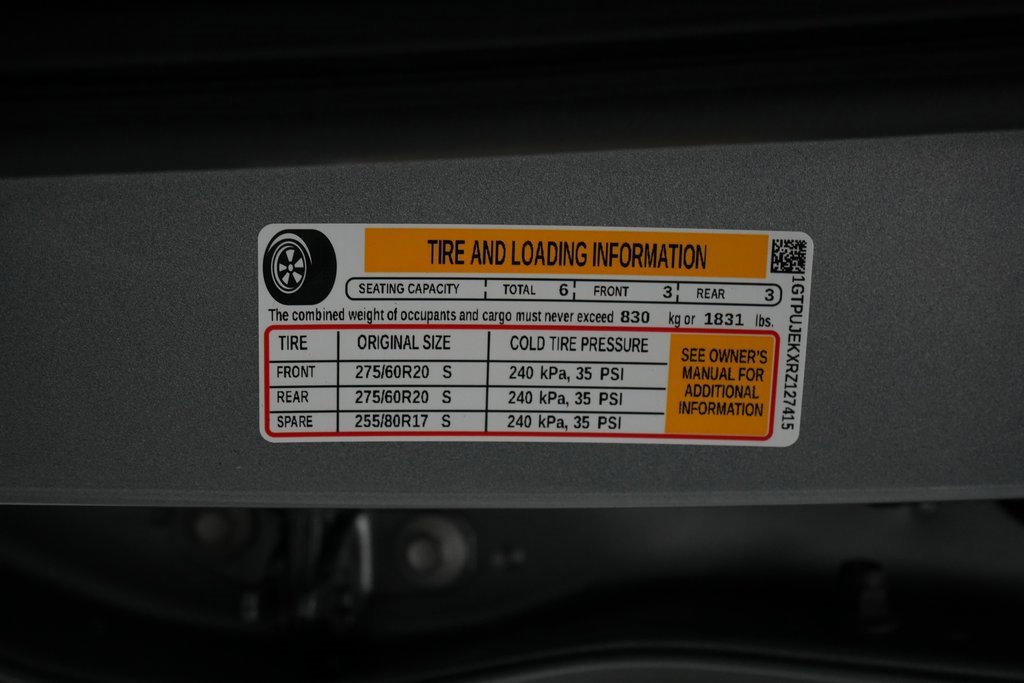 TIRE AND LOADING INFORMATION
SEATING CAPACITY TOTAL 6 FRONT 3 REAR 3
The combined weight of occupants and cargo must never exceed 830 kg or 1831 lbs.
TIRE ORIGINAL SIZE COLD TIRE PRESSURE
FRONT 275/60R20 S 240 kPa, 35 PSI
REAR 275/60R20 S 240 kPa, 35 PSI
SPARE 255/80R17 S 240 kPa, 35 PSI
SEE OWNER'S
MANUAL FOR
ADDITIONAL
INFORMATION
1GTPUJEKXRZ127415